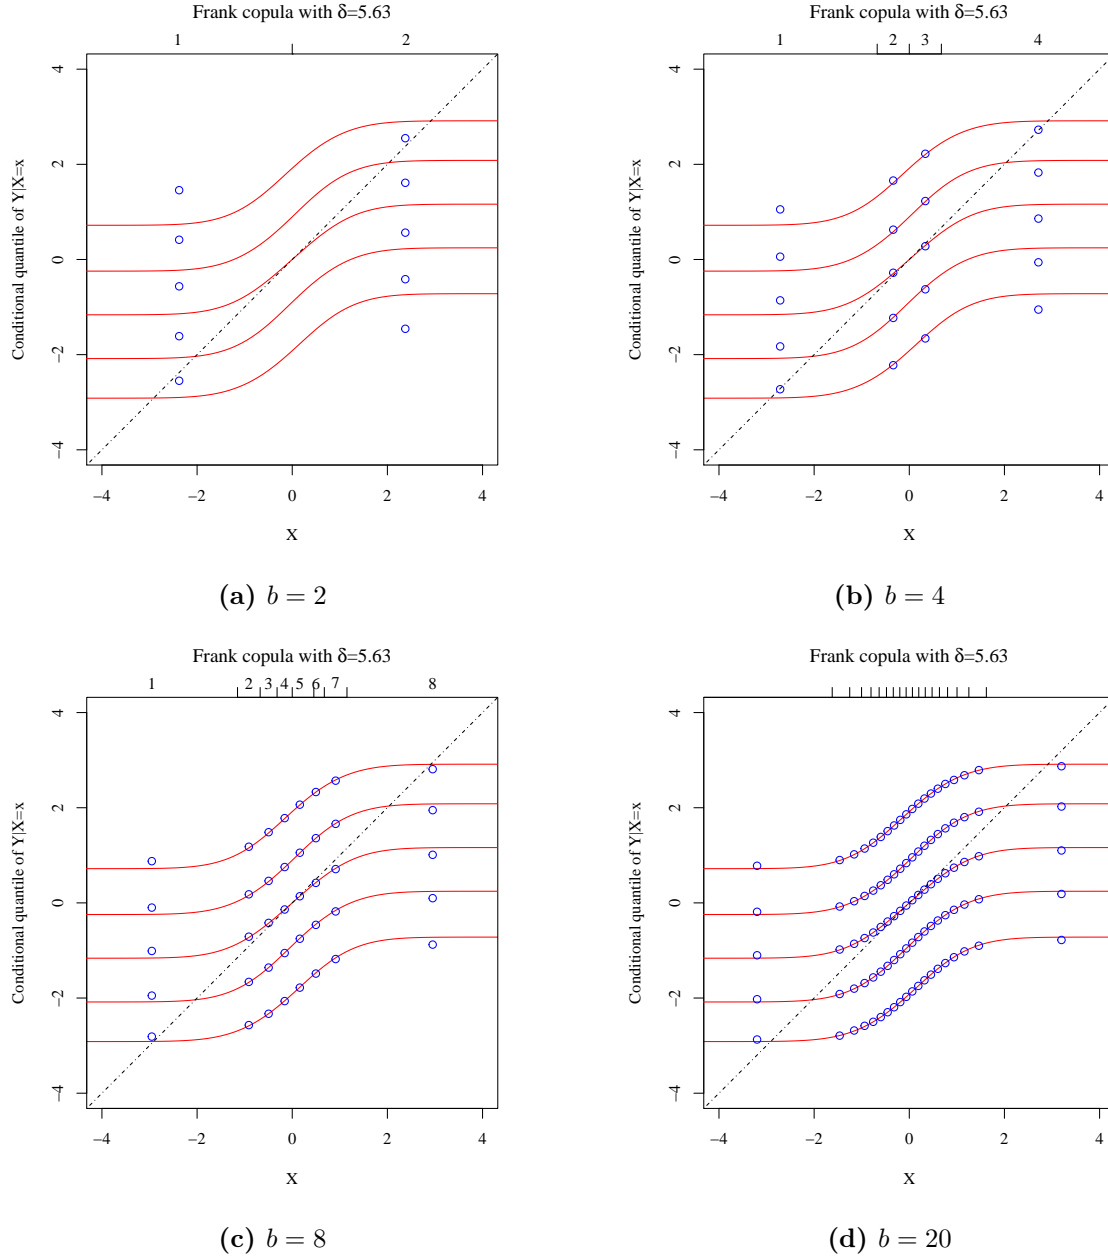 Frank copula with δ=5.63
1 2
Conditional quantile of Y|X=x
4
2
0
−2
−4
−4 −2 0 2 4
X
(a) b = 2
Frank copula with δ=5.63
1 2 3 4
Conditional quantile of Y|X=x
4
2
0
−2
−4
−4 −2 0 2 4
X
(b) b = 4
Frank copula with δ=5.63
1 2 3 4 5 6 7 8
Conditional quantile of Y|X=x
4
2
0
−2
−4
−4 −2 0 2 4
X
(c) b = 8
Frank copula with δ=5.63
Conditional quantile of Y|X=x
4
2
0
−2
−4
−4 −2 0 2 4
X
(d) b = 20